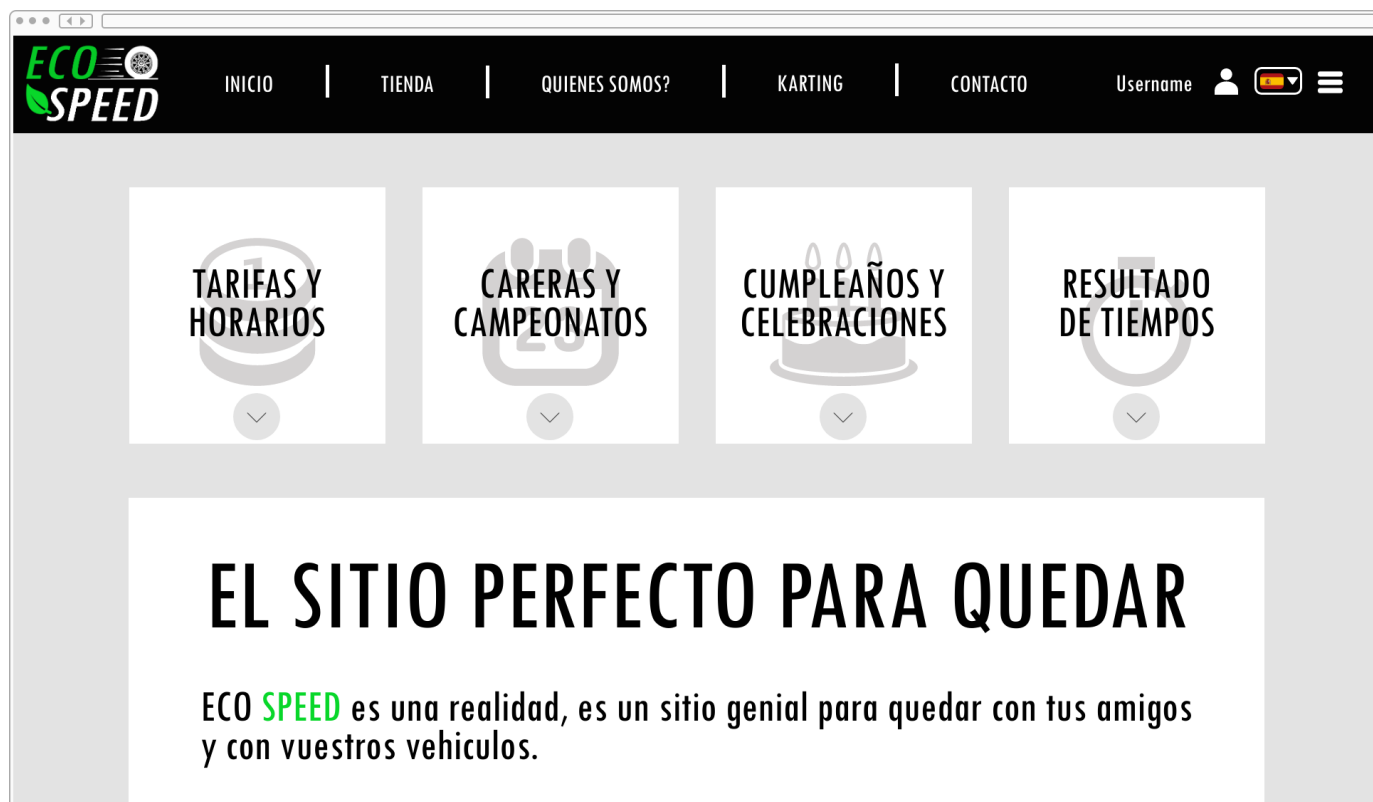 ECO
SPEED
INICIO
TIENDA
QUIENES SOMOS?
KARTING
CONTACTO
Username
TARIFAS Y
HORARIOS
1
CARERAS Y
CAMPEONATOS
23
CUMPLEAÑOS Y
CELEBRACIONES
RESULTADO
DE TIEMPOS
EL SITIO PERFECTO PARA QUEDAR
ECO SPEED es una realidad, es un sitio genial para quedar con tus amigos
y con vuestros vehiculos.